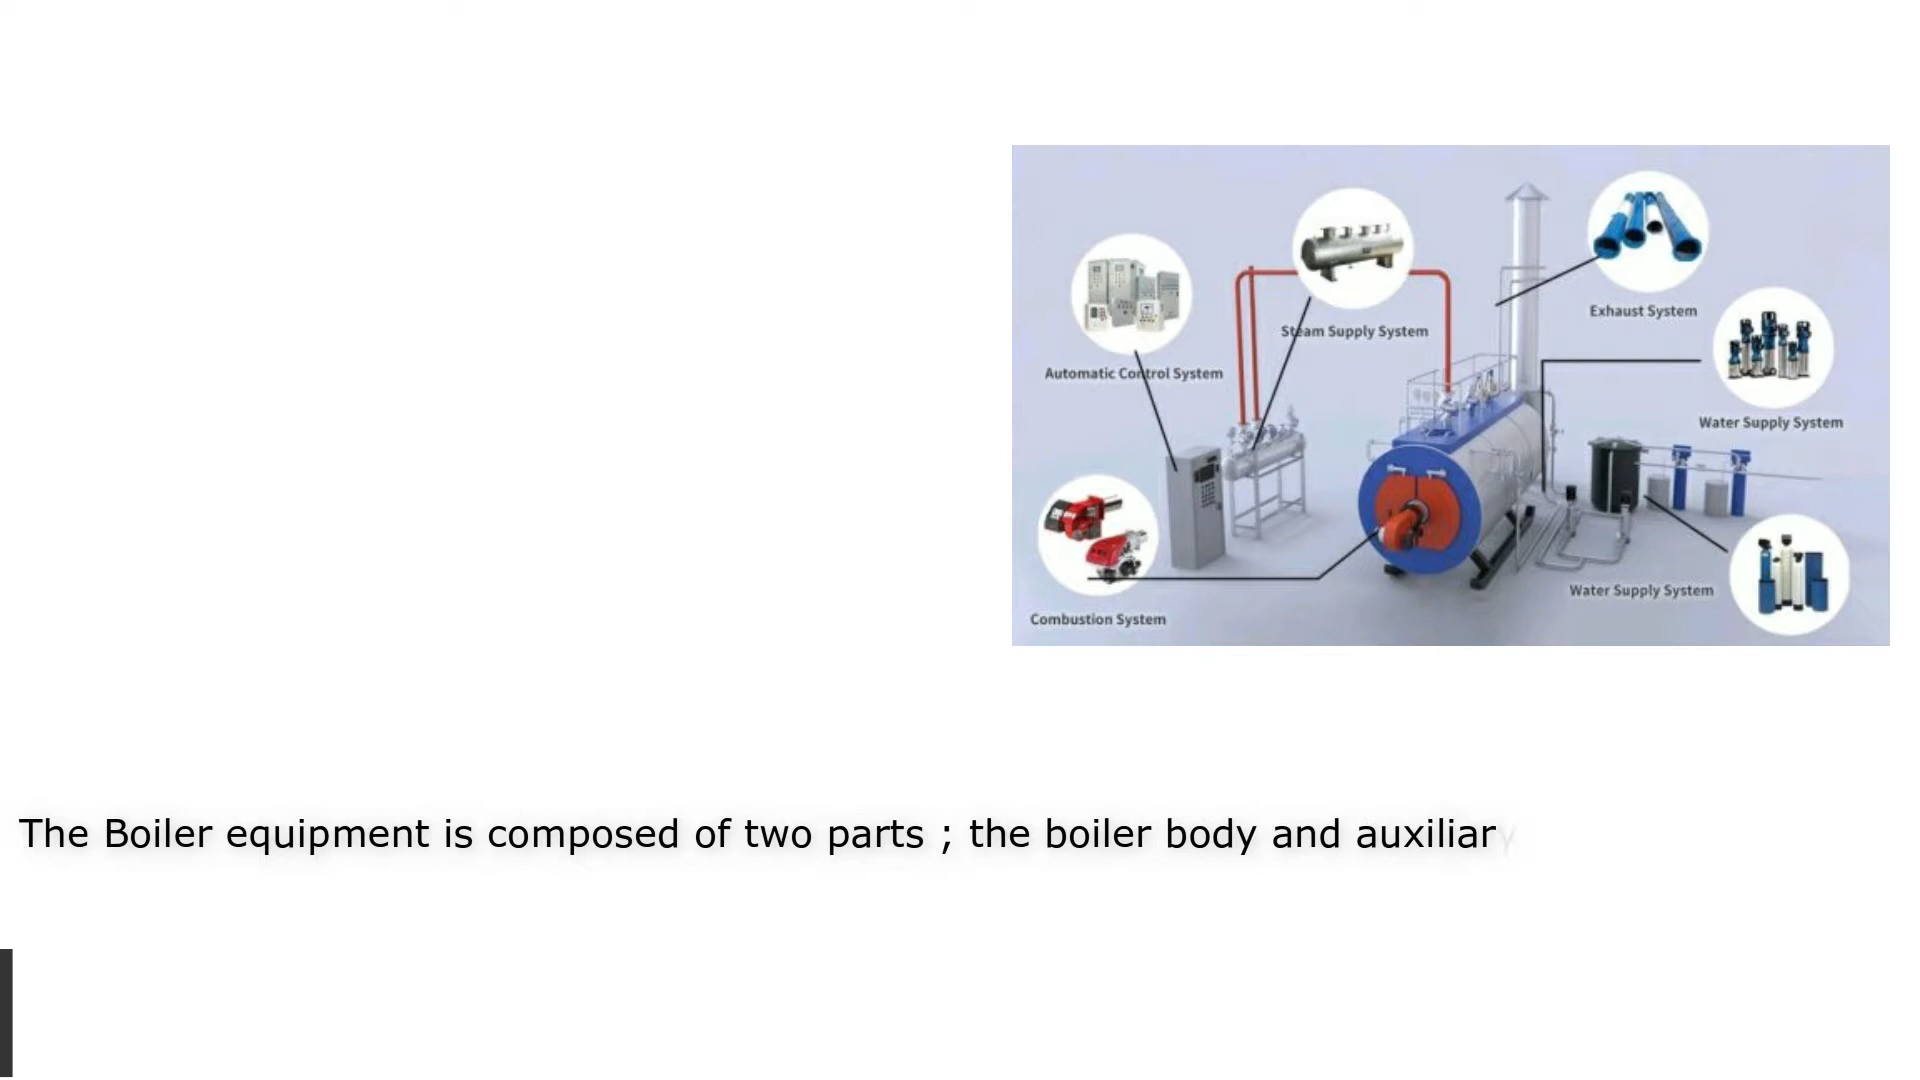 Exhaust System
Steam Supply System
Automatic Control System
Water Supply System
Water Supply System
Combustion System
The Boiler equipment is composed of two parts ; the boiler body and auxiliary